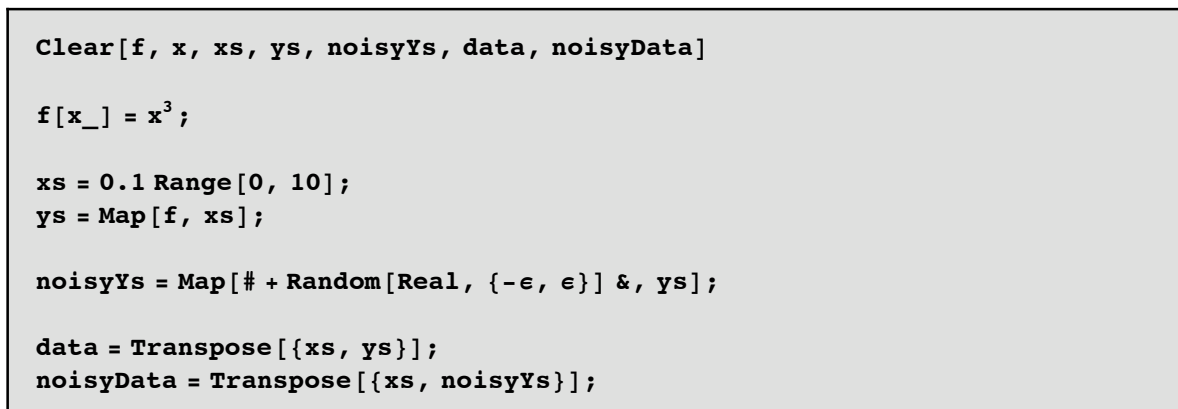 Clear[f, x, xs, ys, noisyYs, data, noisyData]
f[x_] = x³;
xs = 0.1 Range[0, 10];
ys = Map[f, xs];
noisyYs = Map[# + Random[Real, {-ϵ, ϵ}] &, ys];
data = Transpose[{xs, ys}];
noisyData = Transpose[{xs, noisyYs}];